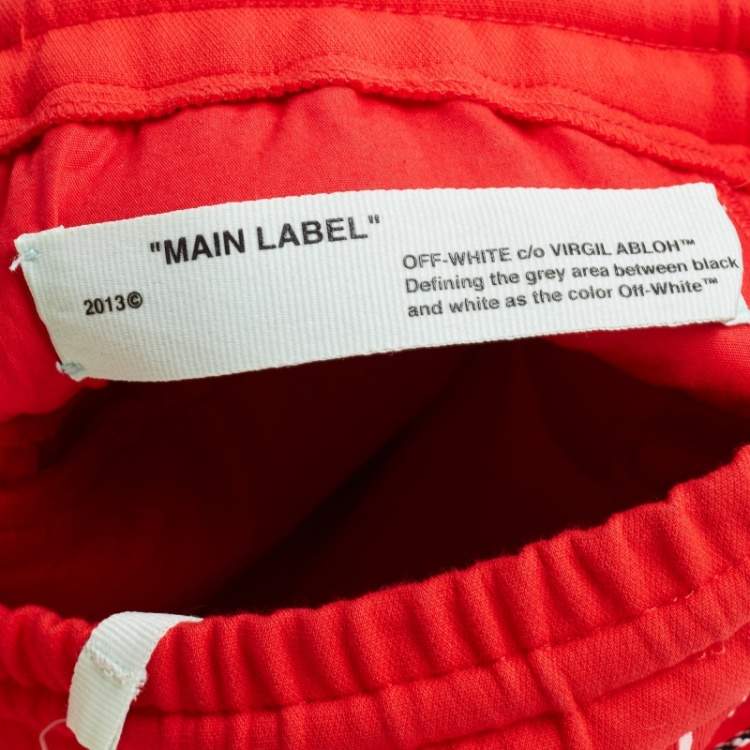 "MAIN LABEL"
2013©
OFF-WHITE c/o VIRGIL ABLOH™
Defining the grey area between black
and white as the color Off-White™